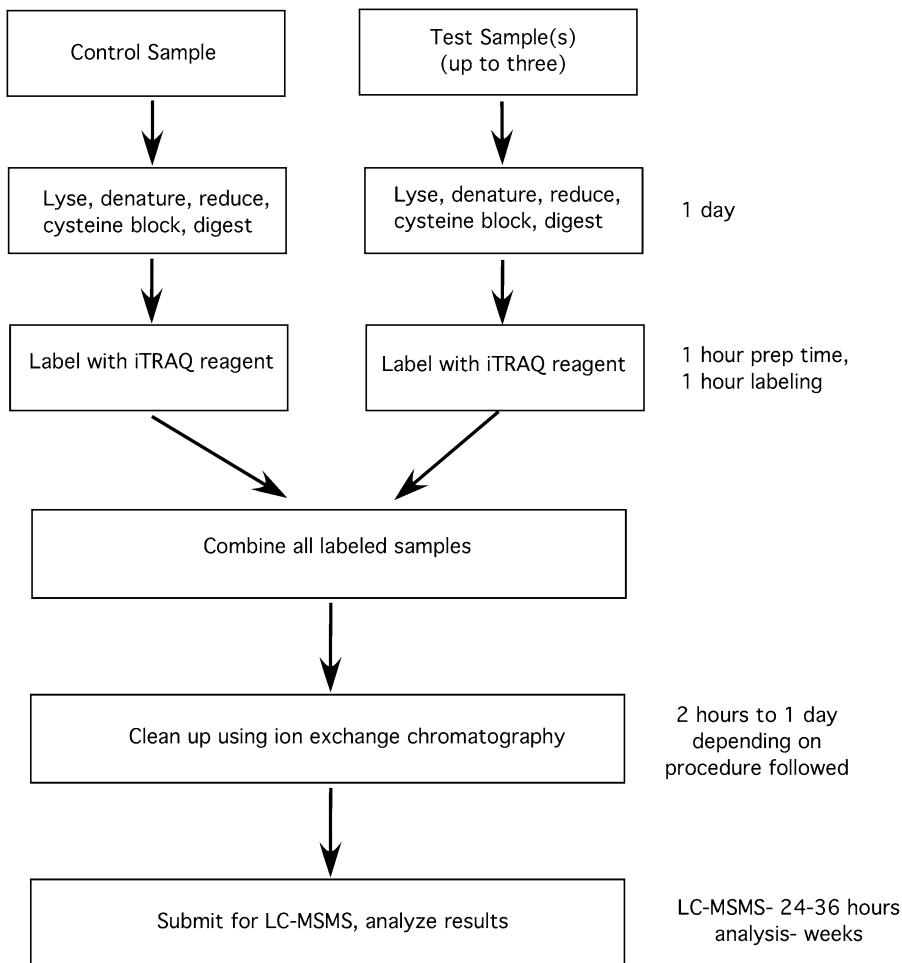 Control Sample
Test Sample(s)
(up to three)
Lyse, denature, reduce,
cysteine block, digest
Lyse, denature, reduce,
cysteine block, digest
1 day
Label with iTRAQ reagent
Label with iTRAQ reagent
1 hour prep time,
1 hour labeling
Combine all labeled samples
Clean up using ion exchange chromatography
2 hours to 1 day
depending on
procedure followed
Submit for LC-MSMS, analyze results
LC-MSMS- 24-36 hours
analysis- weeks